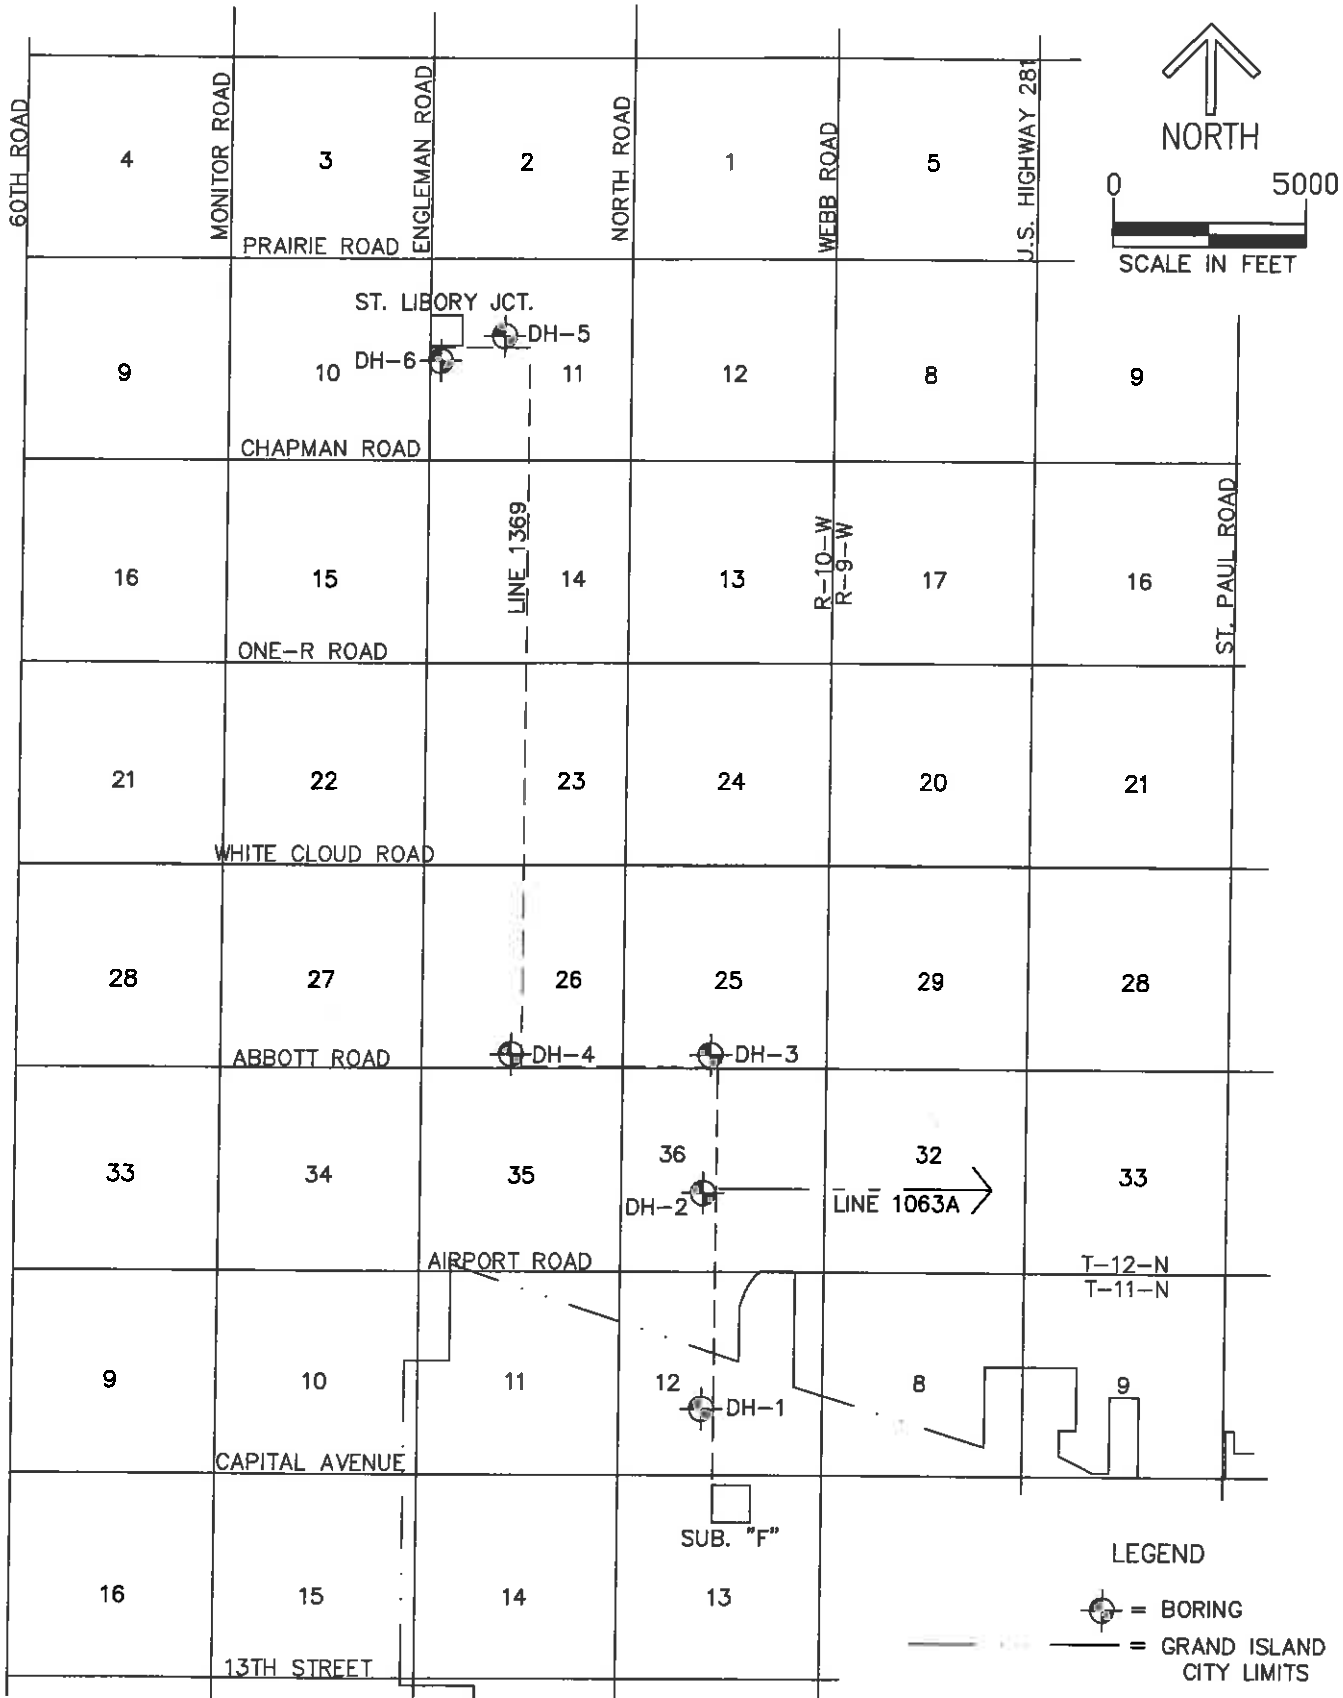 NORTH
0 5000
SCALE IN FEET
60TH ROAD
MONITOR ROAD
ENGLEMAN ROAD
NORTH ROAD
WEBB ROAD
U.S. HIGHWAY 281
4 3 2 1 5
PRAIRIE ROAD
ST. LIBORY JCT.
DH-5
DH-6
9 10 11 12 8 9
CHAPMAN ROAD
LINE 1369
R-10-W
R-9-W
ST. PAUL ROAD
16 15 14 13 17 16
ONE-R ROAD
21 22 23 24 20 21
WHITE CLOUD ROAD
28 27 26 25 29 28
ABBOTT ROAD
DH-4
DH-3
33 34 35 36 32 33
DH-2
LINE 1063A
AIRPORT ROAD
T-12-N
T-11-N
9 10 11 12 8 9
DH-1
CAPITAL AVENUE
SUB. "F"
16 15 14 13
13TH STREET
LEGEND
= BORING
= GRAND ISLAND
CITY LIMITS